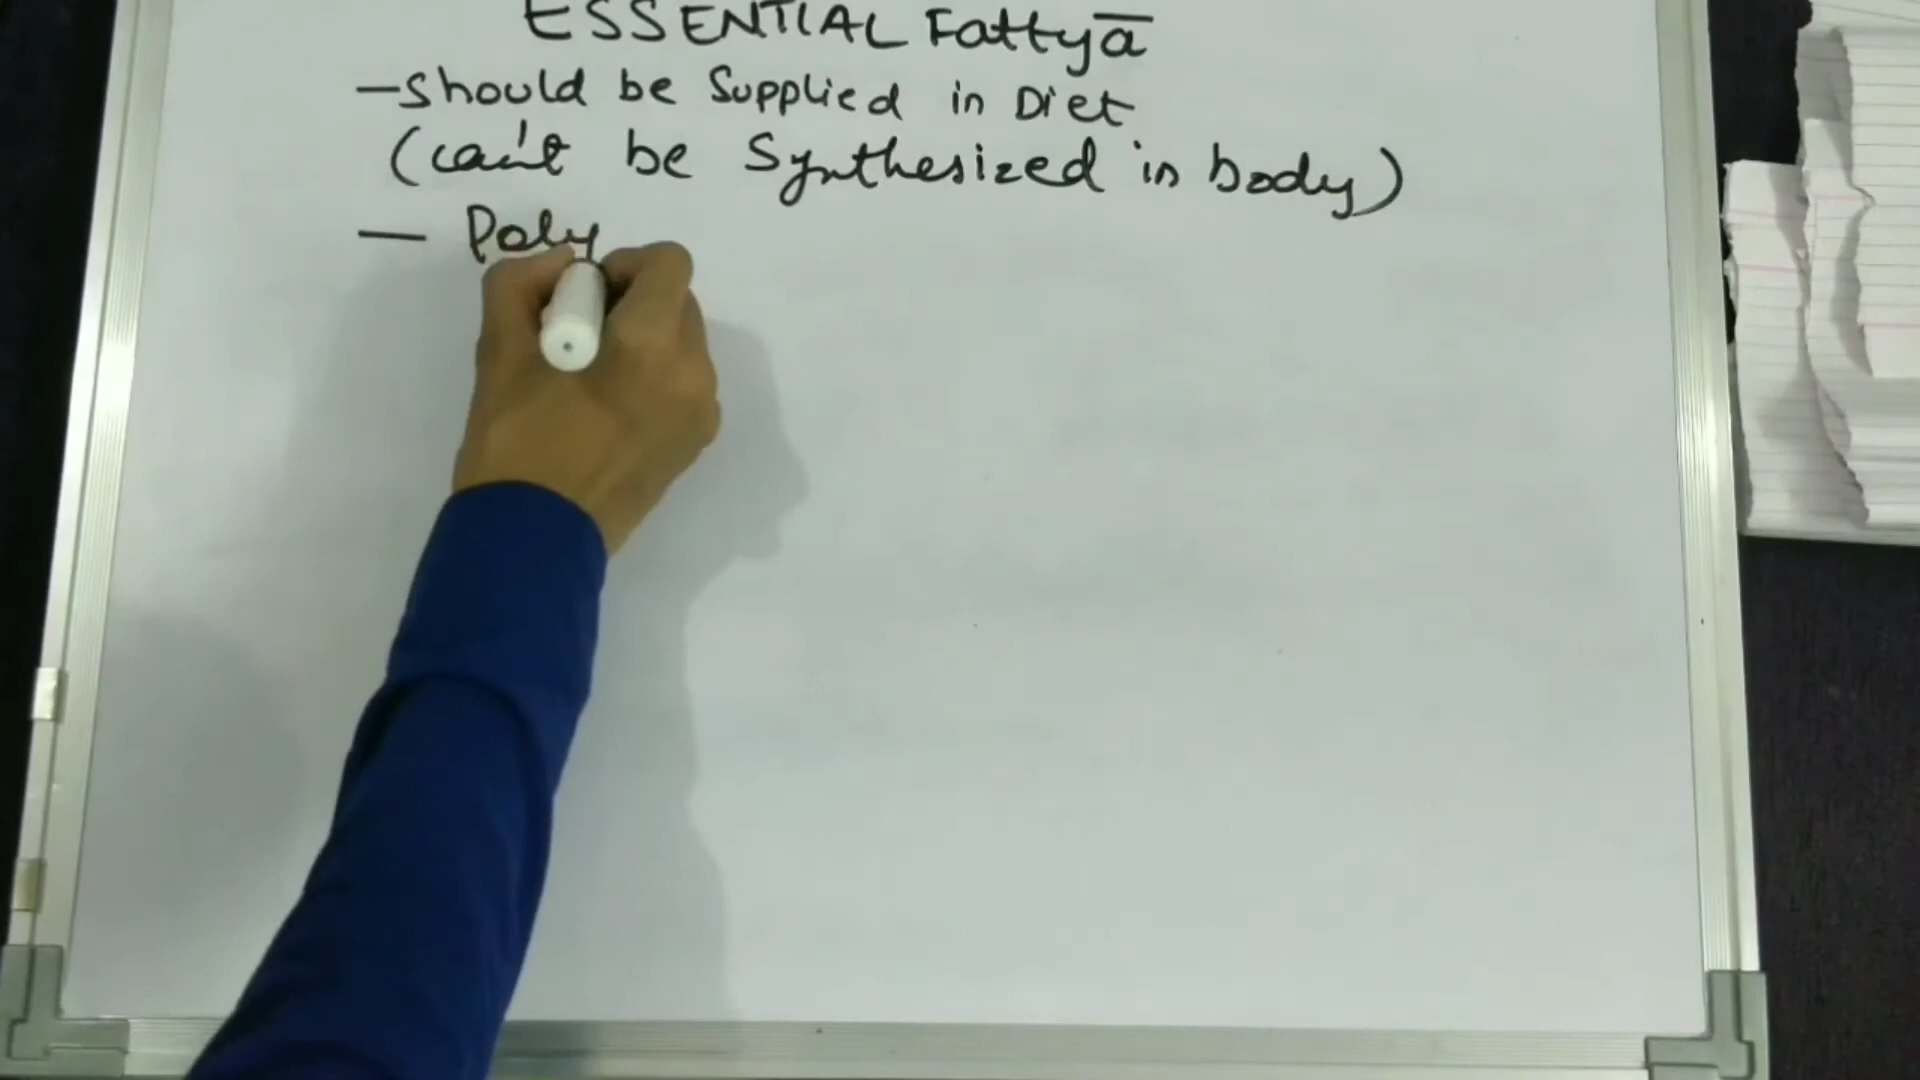 ESSENTIAL Fatty ā
- should be Supplied in Diet
(can't be Synthesized in body)
- Poly